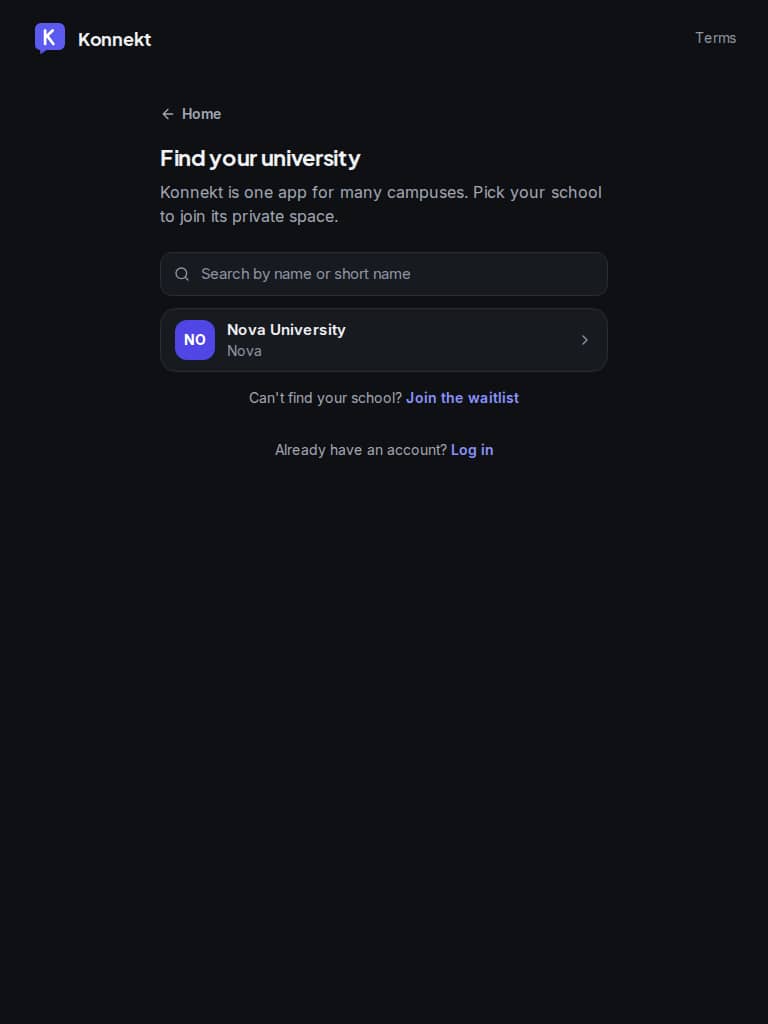 Konnekt
Terms
Home
Find your university
Konnekt is one app for many campuses. Pick your school
to join its private space.
Search by name or short name
NO
Nova University
Nova
Can't find your school? Join the waitlist
Already have an account? Log in